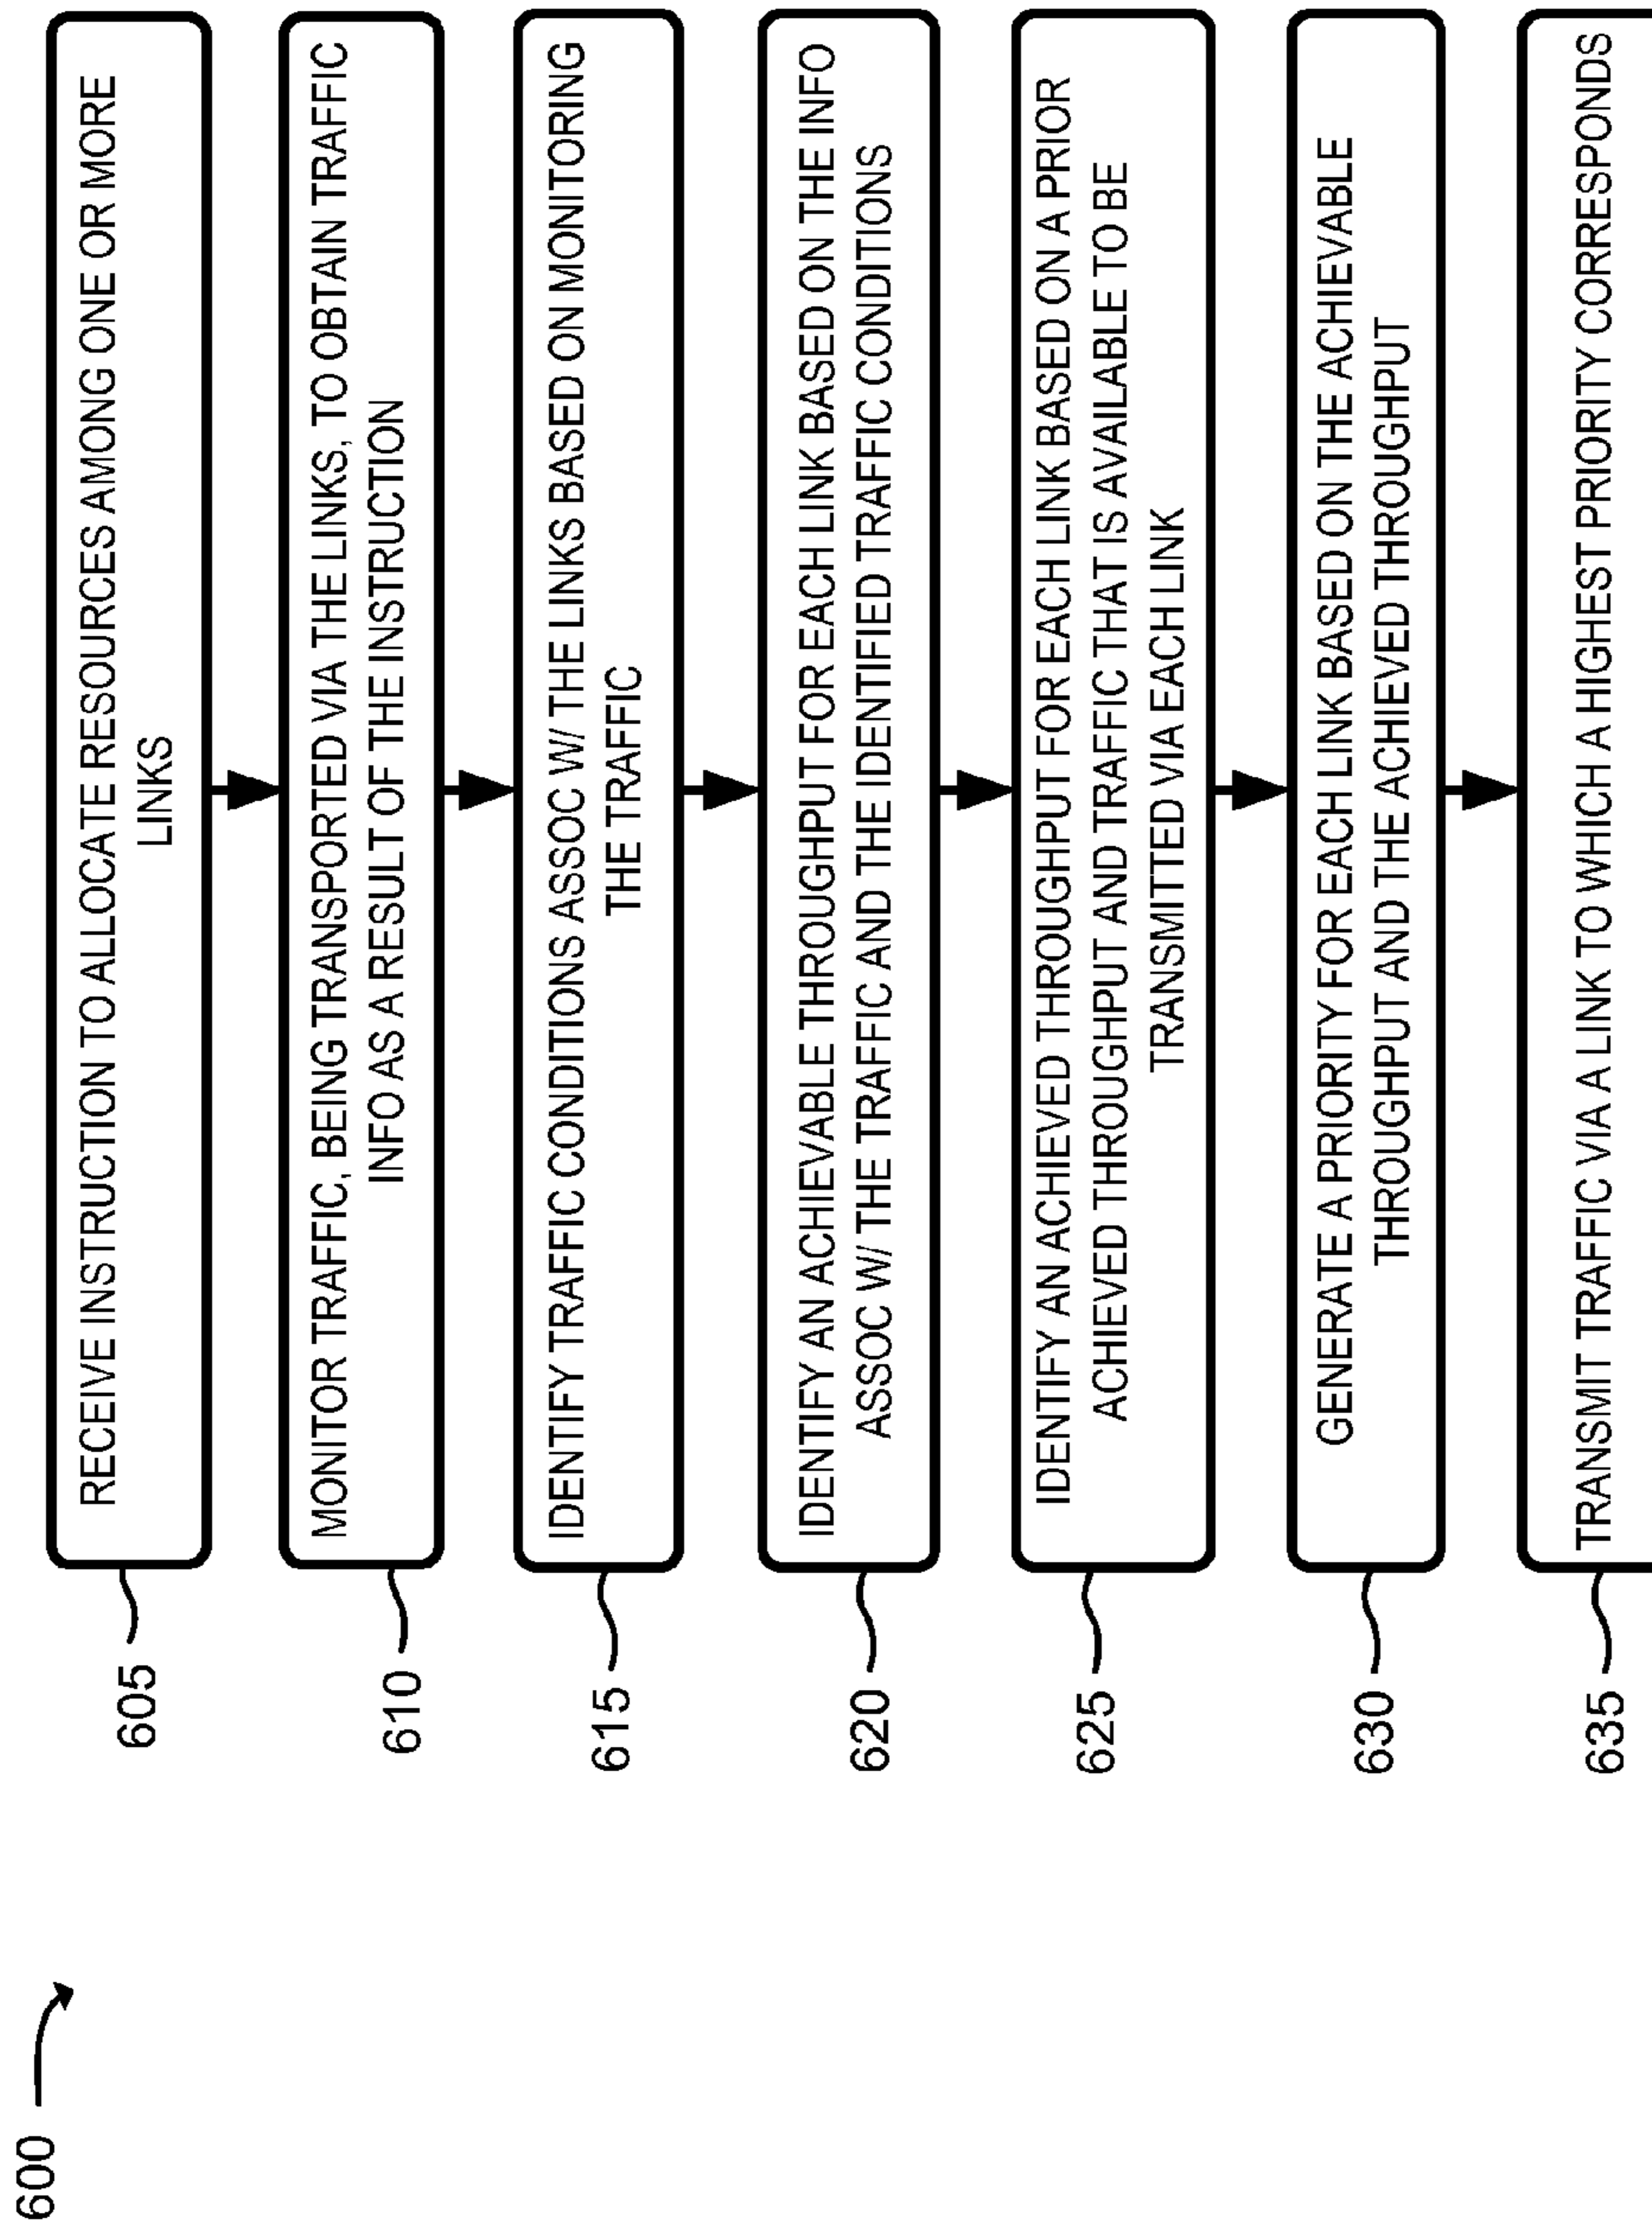 600
605
RECEIVE INSTRUCTION TO ALLOCATE RESOURCES AMONG ONE OR MORE
LINKS
610
MONITOR TRAFFIC, BEING TRANSPORTED VIA THE LINKS, TO OBTAIN TRAFFIC
INFO AS A RESULT OF THE INSTRUCTION
615
IDENTIFY TRAFFIC CONDITIONS ASSOC W/ THE LINKS BASED ON MONITORING
THE TRAFFIC
620
IDENTIFY AN ACHIEVABLE THROUGHPUT FOR EACH LINK BASED ON THE INFO
ASSOC W/ THE TRAFFIC AND THE IDENTIFIED TRAFFIC CONDITIONS
625
IDENTIFY AN ACHIEVED THROUGHPUT FOR EACH LINK BASED ON A PRIOR
ACHIEVED THROUGHPUT AND TRAFFIC THAT IS AVAILABLE TO BE
TRANSMITTED VIA EACH LINK
630
GENERATE A PRIORITY FOR EACH LINK BASED ON THE ACHIEVABLE
THROUGHPUT AND THE ACHIEVED THROUGHPUT
635
TRANSMIT TRAFFIC VIA A LINK TO WHICH A HIGHEST PRIORITY CORRESPONDS